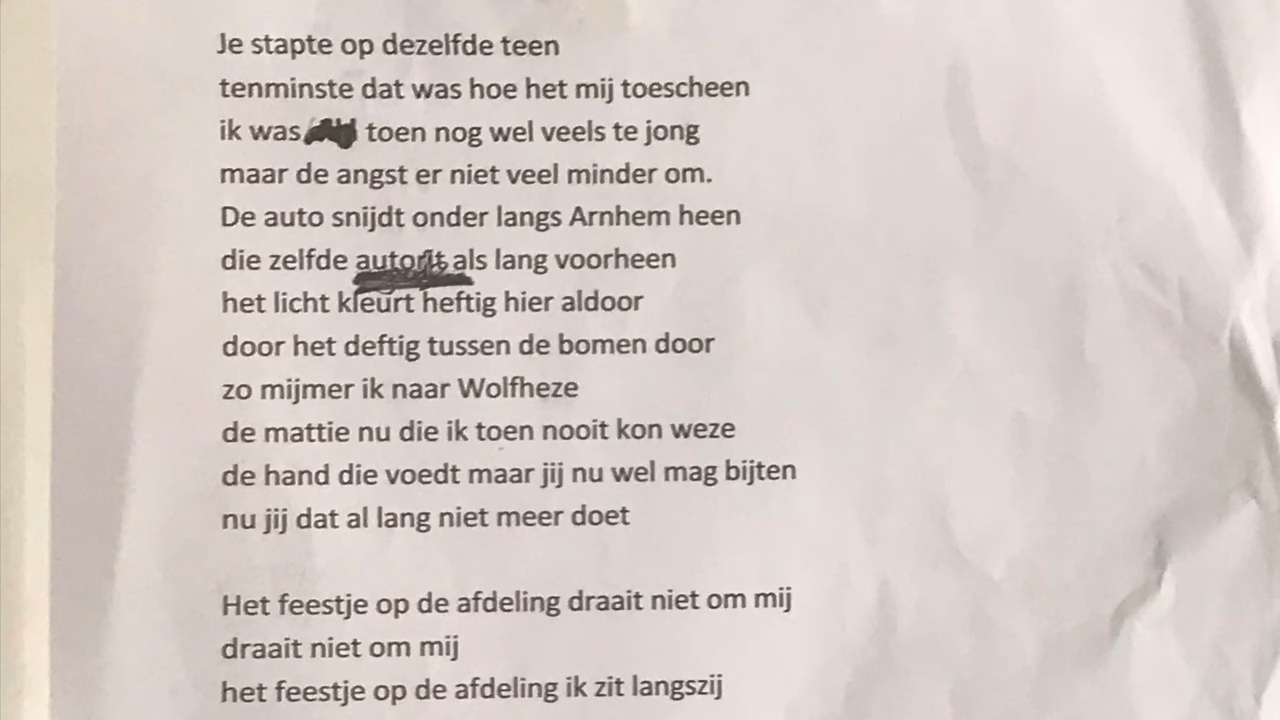 Je stapte op dezelfde teen
tenminste dat was hoe het mij toescheen
ik was toen nog wel veels te jong
maar de angst er niet veel minder om.
De auto snijdt onder langs Arnhem heen
die zelfde autorit als lang voorheen
het licht kleurt heftig hier aldoor
door het deftig tussen de bomen door
zo mijmer ik naar Wolfheze
de mattie nu die ik toen nooit kon weze
de hand die voedt maar jij nu wel mag bijten
nu jij dat al lang niet meer doet
Het feestje op de afdeling draait niet om mij
draait niet om mij
het feestje op de afdeling ik zit langszij